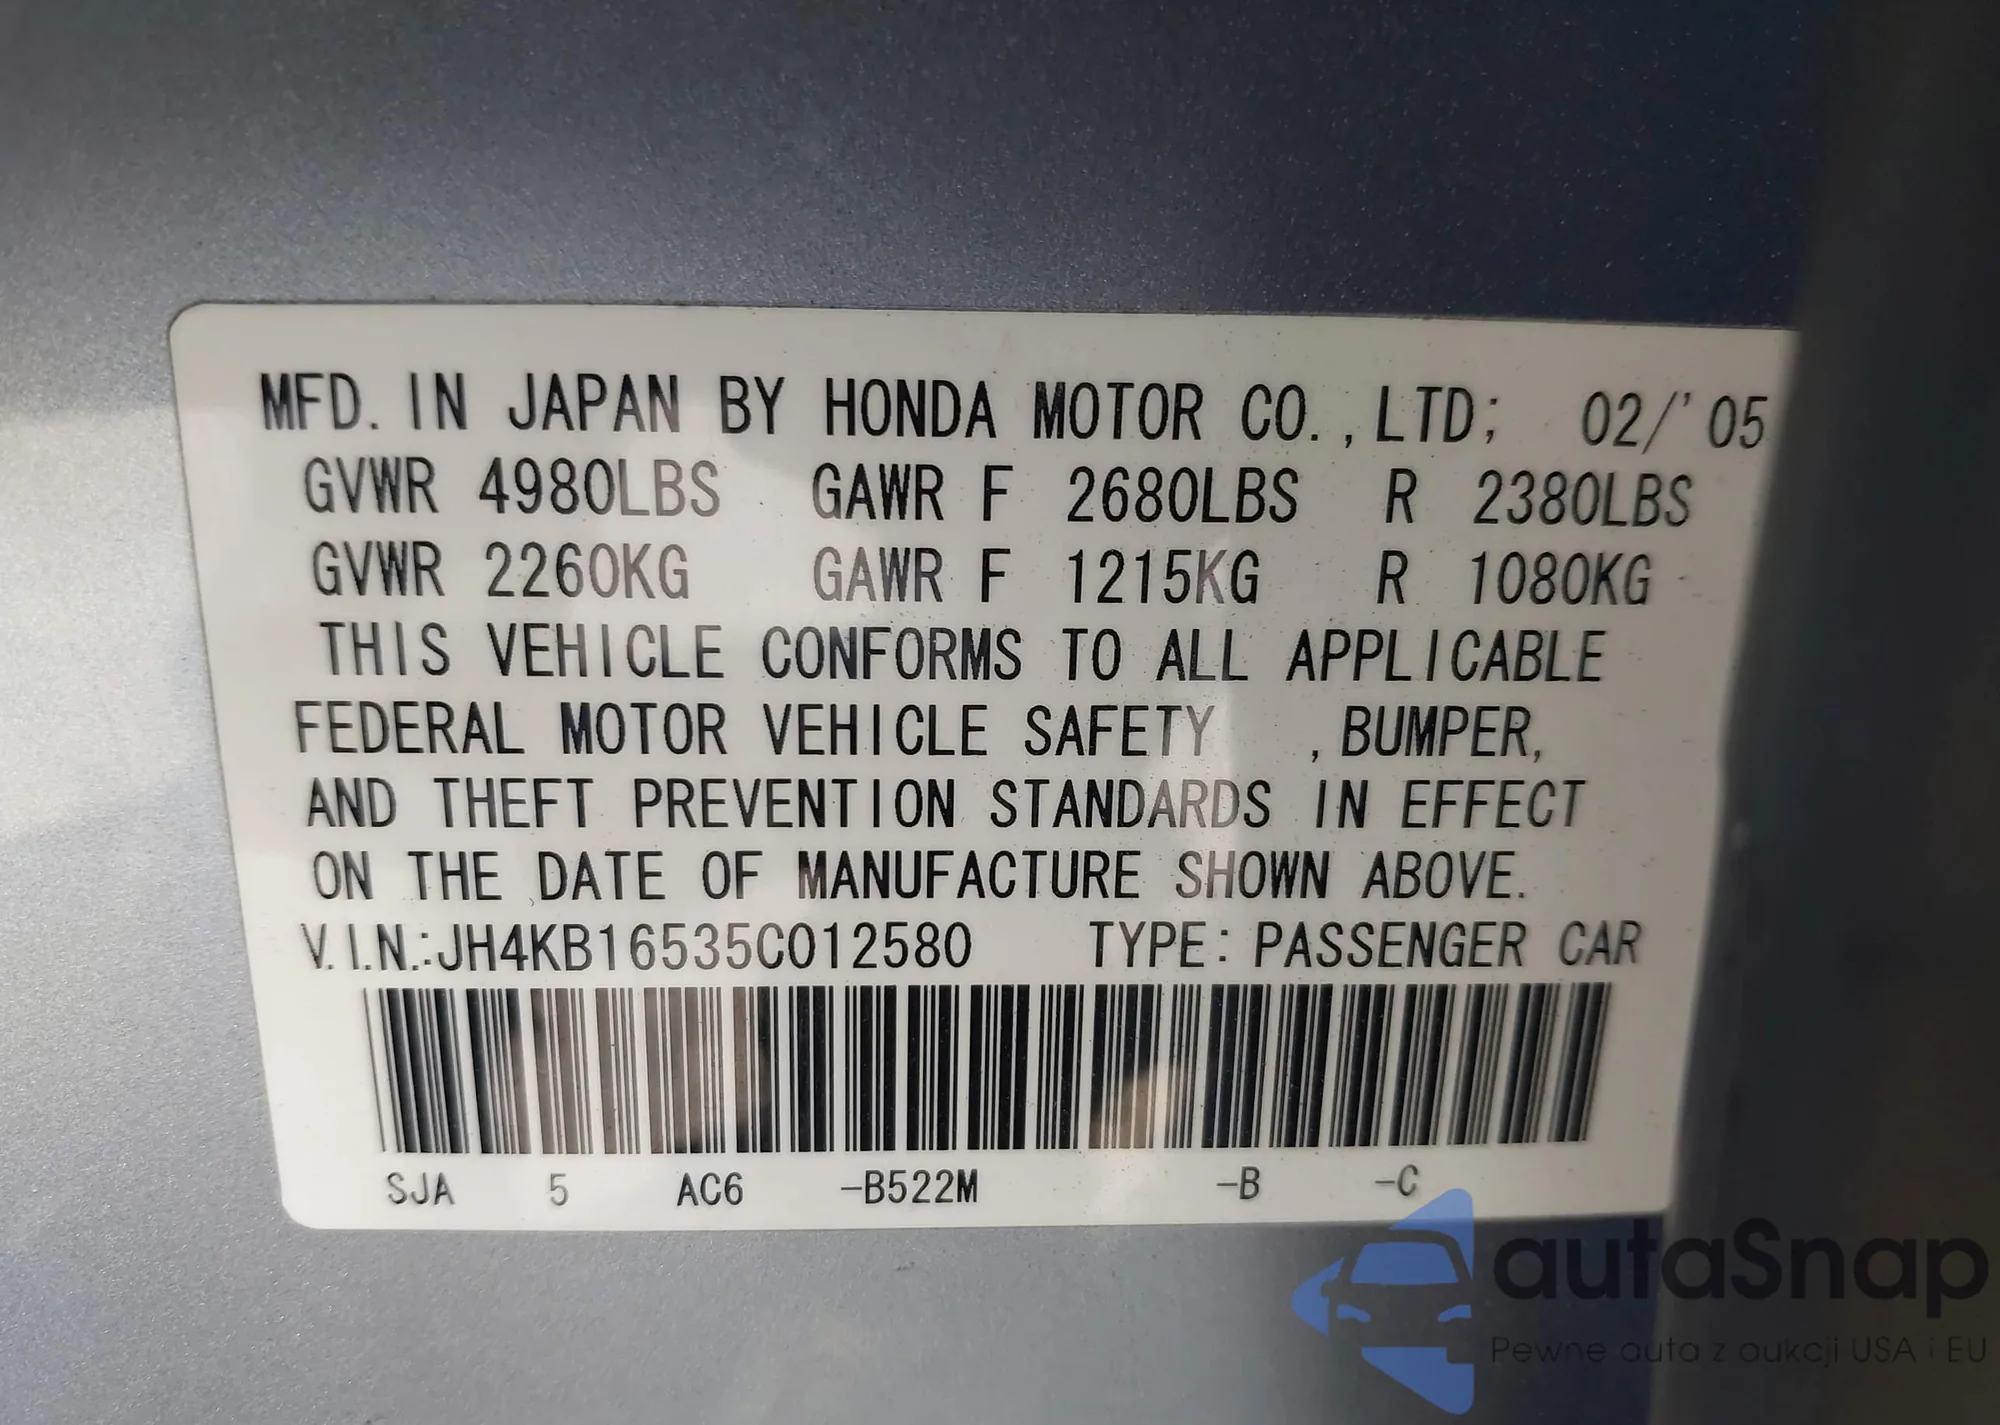 MFD. IN JAPAN BY HONDA MOTOR CO.,LTD; 02/'05
GVWR 4980LBS GAWR F 2680LBS R 2380LBS
GVWR 2260KG GAWR F 1215KG R 1080KG
THIS VEHICLE CONFORMS TO ALL APPLICABLE
FEDERAL MOTOR VEHICLE SAFETY ,BUMPER,
AND THEFT PREVENTION STANDARDS IN EFFECT
ON THE DATE OF MANUFACTURE SHOWN ABOVE.
V.I.N.:JH4KB16535C012580 TYPE: PASSENGER CAR
SJA 5 AC6 -B522M -B -C
autaSnap
Pewne auta z aukcji USA i EU